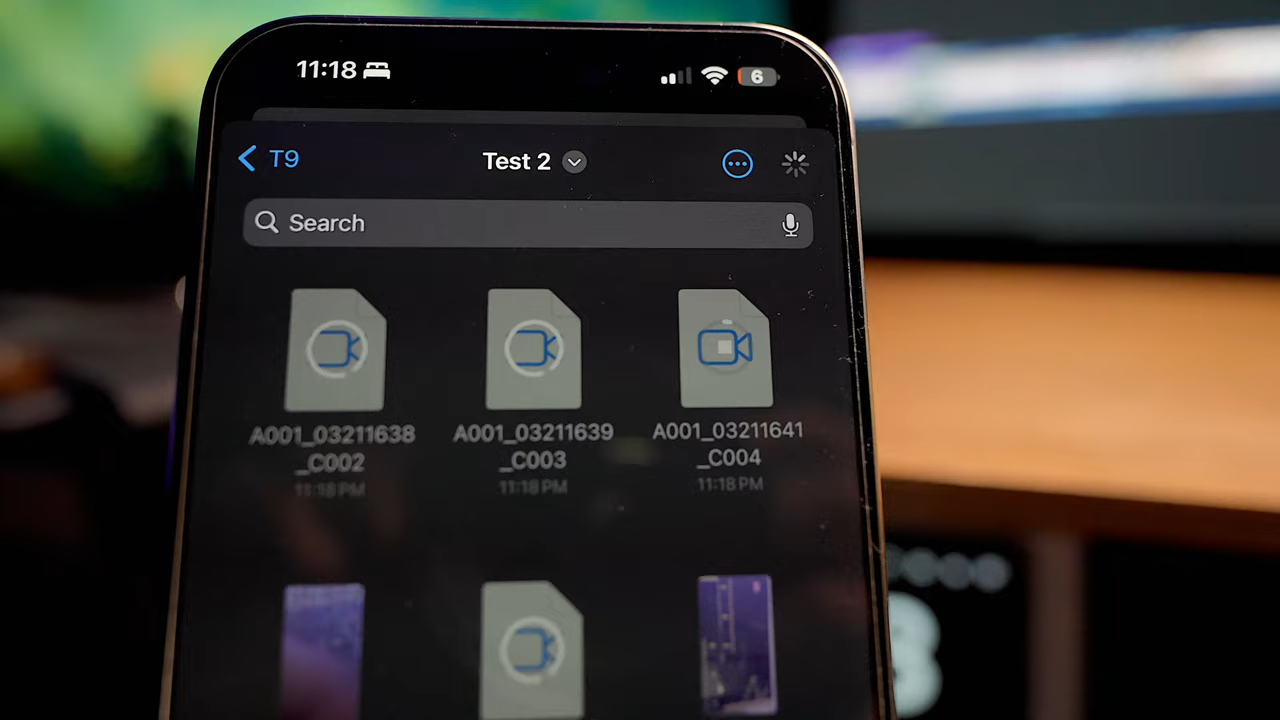 11:18
6
T9
Test 2
Search
A001_03211638
_C002
11:18 PM
A001_03211639
_C003
11:18 PM
A001_03211641
_C004
11:18 PM